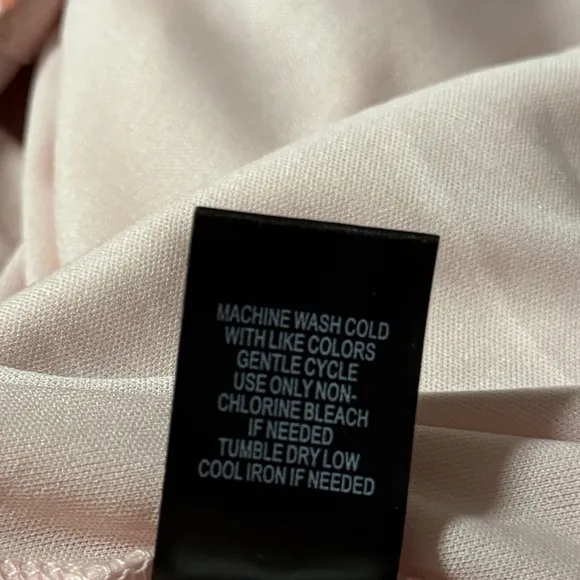 MACHINE WASH COLD
WITH LIKE COLORS
GENTLE CYCLE
USE ONLY NON-
CHLORINE BLEACH
IF NEEDED
TUMBLE DRY LOW
COOL IRON IF NEEDED